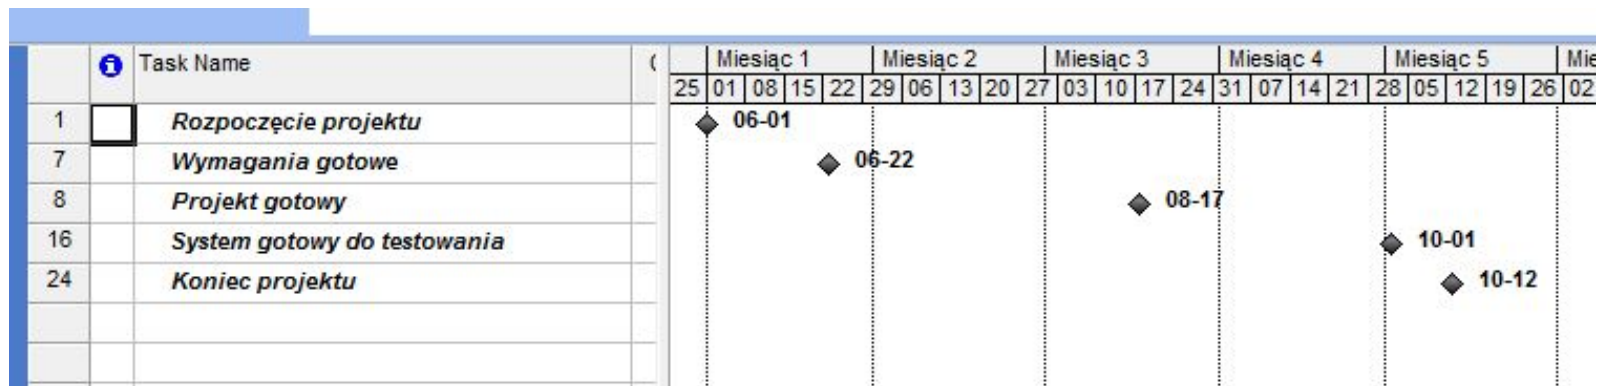 Task Name Miesiąc 1 Miesiąc 2 Miesiąc 3 Miesiąc 4 Miesiąc 5
25 01 08 15 22 29 06 13 20 27 03 10 17 24 31 07 14 21 28 05 12 19 26 02
1 Rozpoczęcie projektu 06-01
7 Wymagania gotowe 06-22
8 Projekt gotowy 08-17
16 System gotowy do testowania 10-01
24 Koniec projektu 10-12